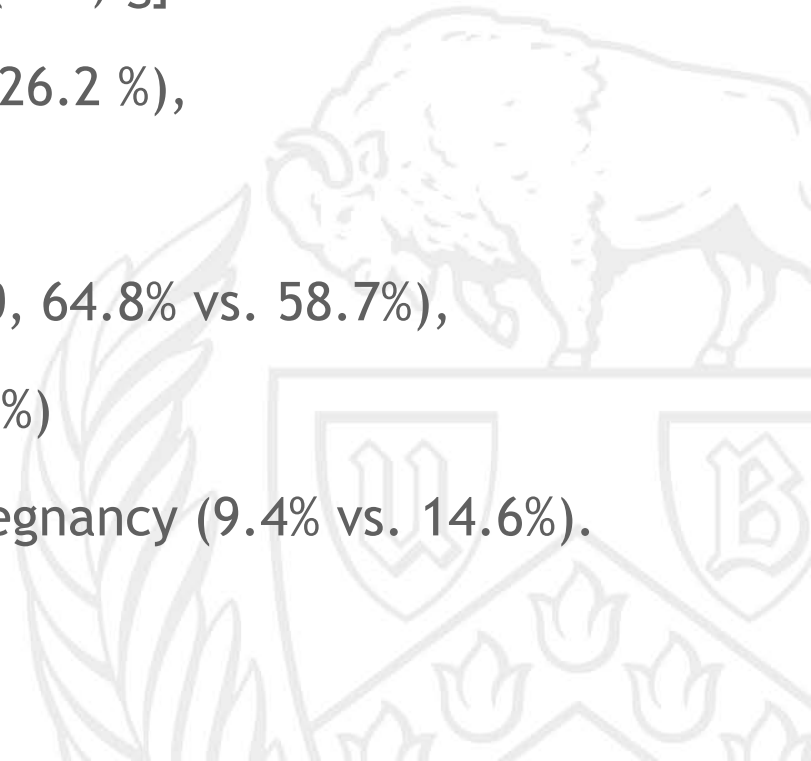 26.2 %),
, 64.8% vs. 58.7%),
%)
egnancy (9.4% vs. 14.6%).
U B